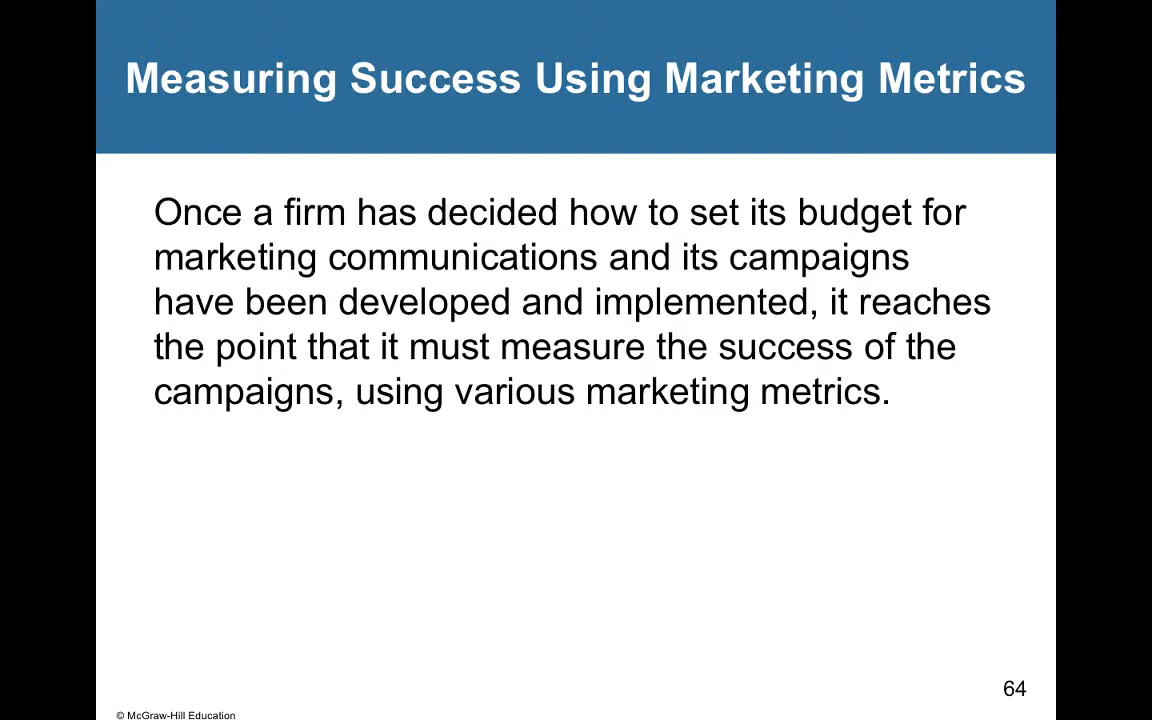 Measuring Success Using Marketing Metrics
Once a firm has decided how to set its budget for
marketing communications and its campaigns
have been developed and implemented, it reaches
the point that it must measure the success of the
campaigns, using various marketing metrics.
64
© McGraw-Hill Education